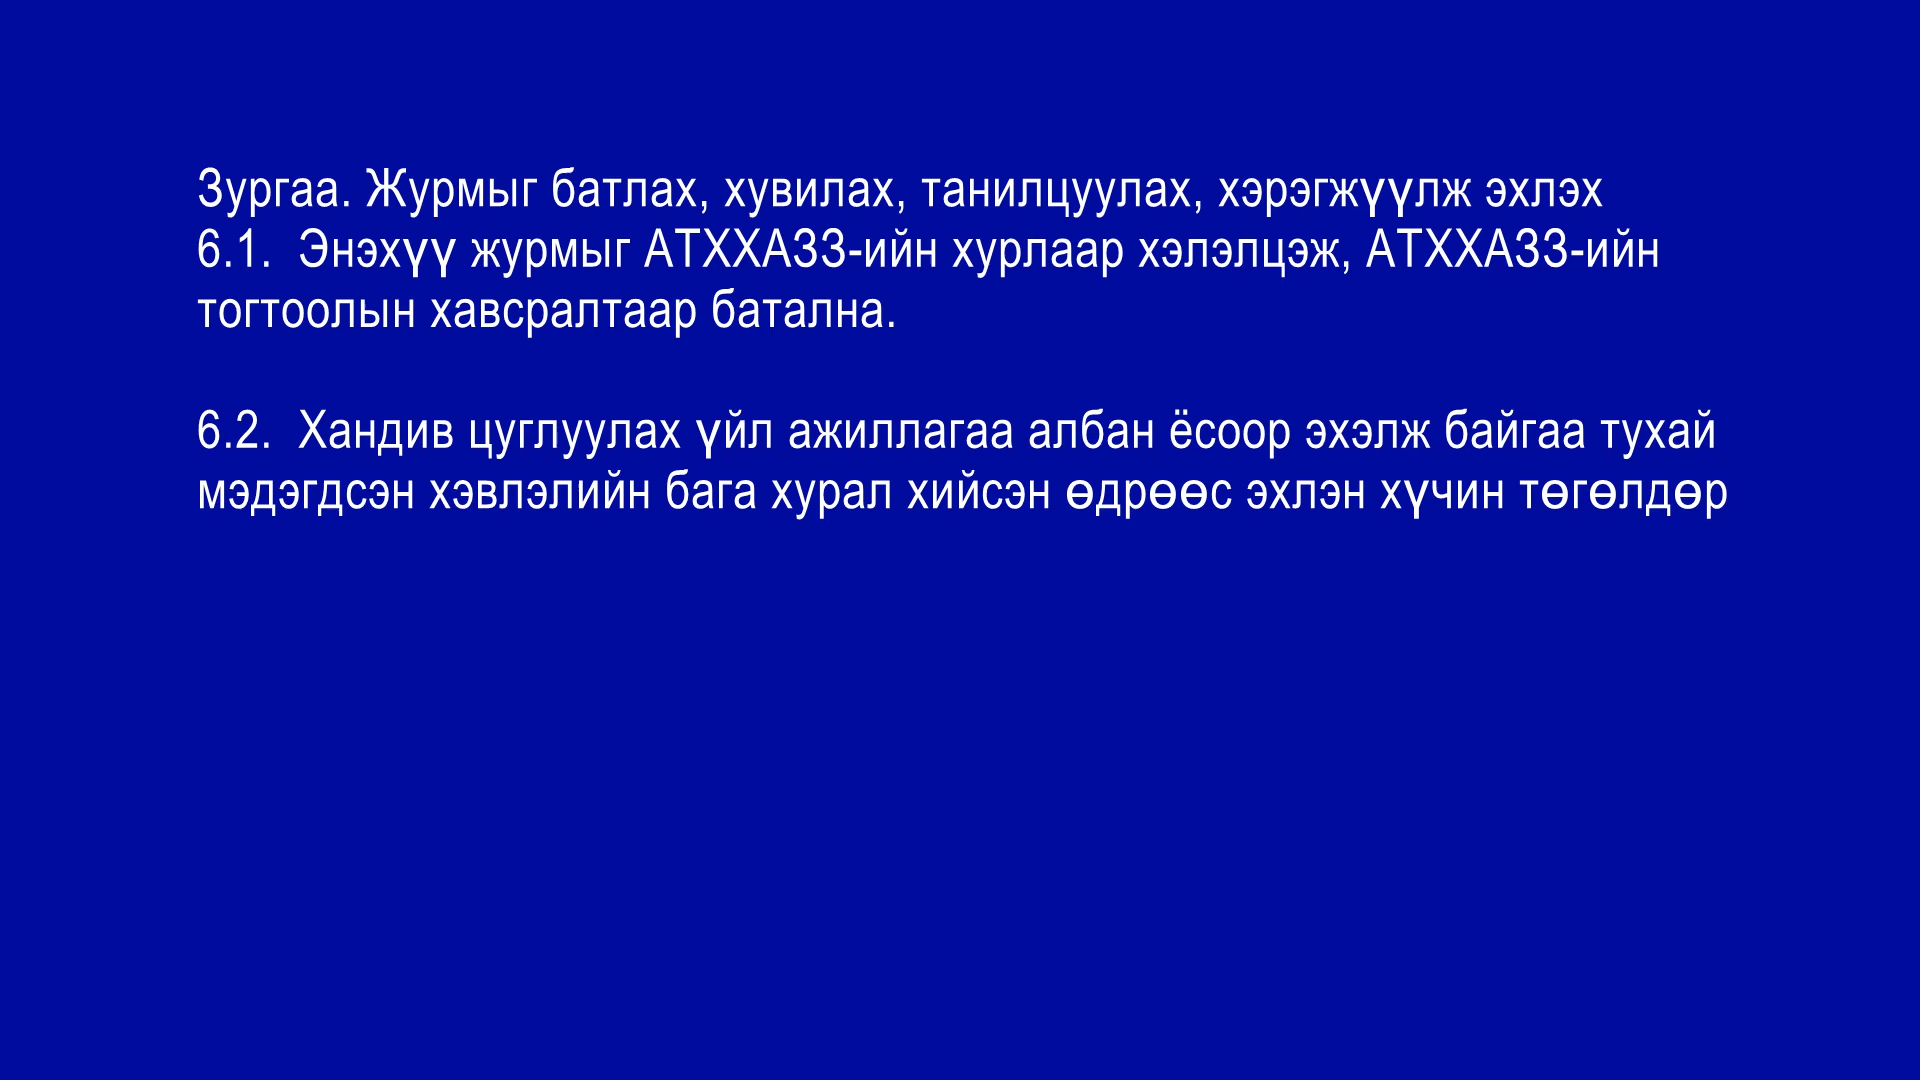 Зургаа. Журмыг батлах, хувилах, танилцуулах, хэрэгжүүлж эхлэх
6.1. Энэхүү журмыг АТХХАЗЗ-ийн хурлаар хэлэлцэж, АТХХАЗЗ-ийн
тогтоолын хавсралтаар батална.
6.2. Хандив цуглуулах үйл ажиллагаа албан ёсоор эхэлж байгаа тухай
мэдэгдсэн хэвлэлийн бага хурал хийсэн өдрөөс эхлэн хүчин төгөлдөр